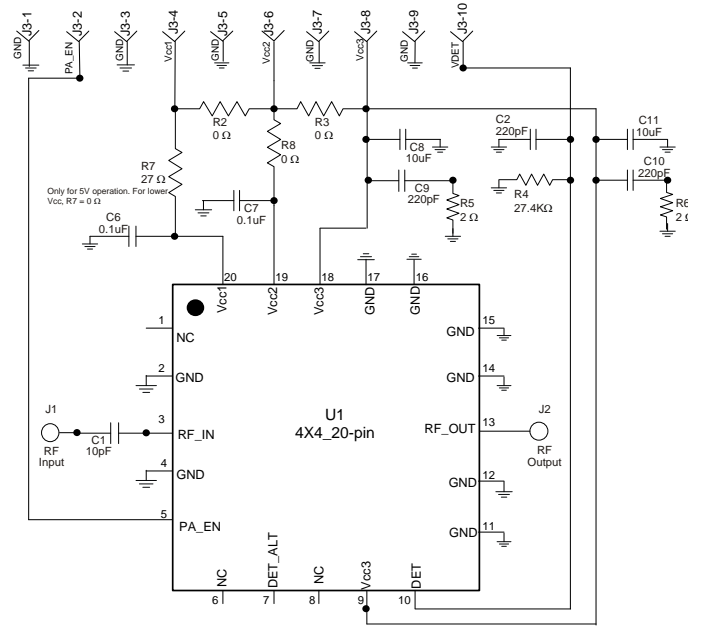 J3-1
GND
J3-2
PA_EN
J3-3
GND
J3-4
Vcc1
J3-5
GND
J3-6
Vcc2
J3-7
GND
J3-8
Vcc3
J3-9
GND
J3-10
VDET
R2
0 Ω
R3
0 Ω
R8
0 Ω
R7
27 Ω
Only for 5V operation. For lower
Vcc, R7 = 0 Ω
C6
0.1uF
C7
0.1uF
C8
10uF
C9
220pF
R5
2 Ω
C2
220pF
R4
27.4KΩ
C11
10uF
C10
220pF
R6
2 Ω
20
19
18
17
16
Vcc1
Vcc2
Vcc3
GND
GND
1
NC
2
GND
3
RF_IN
4
GND
5
PA_EN
15
GND
14
GND
13
RF_OUT
12
GND
11
GND
U1
4X4_20-pin
J1
RF
Input
C1
10pF
J2
RF
Output
NC
DET_ALT
NC
Vcc3
DET
6
7
8
9
10